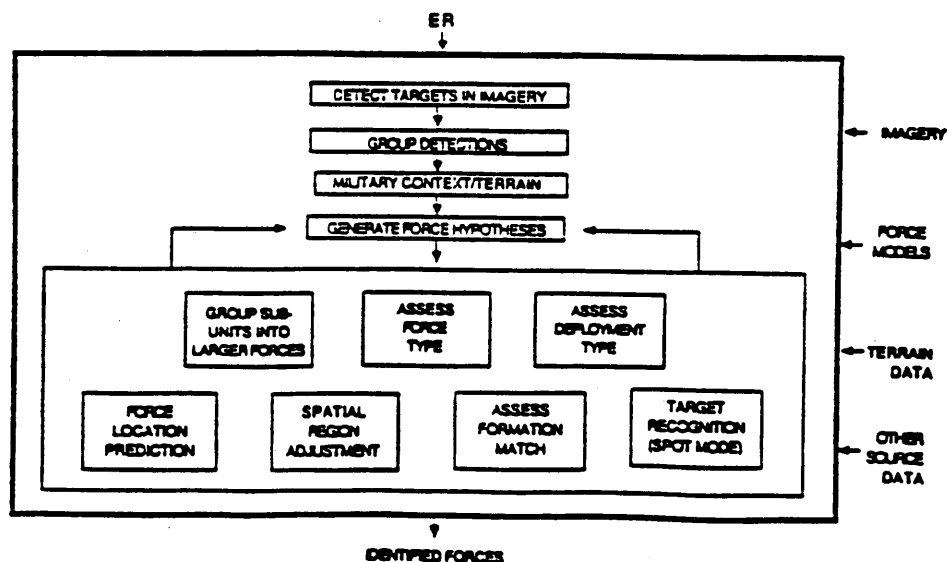 ER
DETECT TARGETS IN IMAGERY
GROUP DETECTIONS
MILITARY CONTEXT/TERRAIN
GENERATE FORCE HYPOTHESES
GROUP SUB-
UNITS INTO
LARGER FORCES
ASSESS
FORCE
TYPE
ASSESS
DEPLOYMENT
TYPE
FORCE
LOCATION
PREDICTION
SPATIAL
REGION
ADJUSTMENT
ASSESS
FORMATION
MATCH
TARGET
RECOGNITION
(SPOT MODE)
IMAGERY
FORCE
MODELS
TERRAIN
DATA
OTHER
SOURCE
DATA
IDENTIFIED FORCES